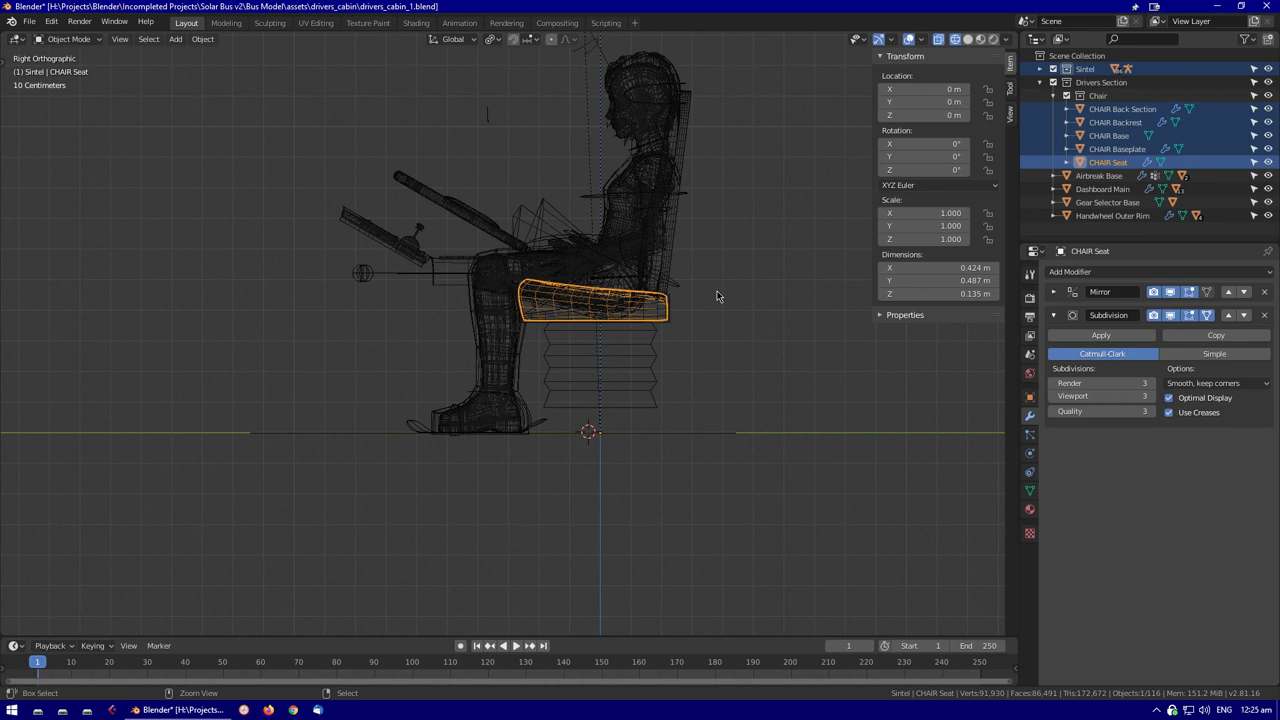 Blender* [H:\Projects\Blender\Incompleted Projects\Solar Bus v2\Bus Model\assets\drivers_cabin\drivers_cabin_1.blend]
File Edit Render Window Help Layout Modeling Sculpting UV Editing Texture Paint Shading Animation Rendering Compositing Scripting Scene View Layer
Object Mode View Select Add Object Global
Right Orthographic
(1) Sintel | CHAIR Seat
10 Centimeters
Transform
Location:
X 0 m
Y 0 m
Z 0 m
Rotation:
X 0°
Y 0°
Z 0°
XYZ Euler
Scale:
X 1.000
Y 1.000
Z 1.000
Dimensions:
X 0.424 m
Y 0.487 m
Z 0.135 m
Properties
Item
Tool
View
Scene Collection
Sintel
Drivers Section
Chair
CHAIR Back Section
CHAIR Backrest
CHAIR Base
CHAIR Baseplate
CHAIR Seat
Airbreak Base
Dashboard Main
Gear Selector Base
Handwheel Outer Rim
CHAIR Seat
Add Modifier
Mirror
Subdivision
Apply Copy
Catmull-Clark Simple
Subdivisions: Options:
Render 3 Smooth, keep corners
Viewport 3 Optimal Display
Quality 3 Use Creases
Playback Keying View Marker 1 Start 1 End 250
1 10 20 30 40 50 60 70 80 90 100 110 120 130 140 150 160 170 180 190 200 210 220 230 240 250
Box Select Zoom View Select Sintel | CHAIR Seat | Verts:91,930 | Faces:86,491 | Tris:172,672 | Objects:1/116 | Mem: 151.2 MiB | v2.81.16
Blender* [H:\Projects... ENG 12:25 am